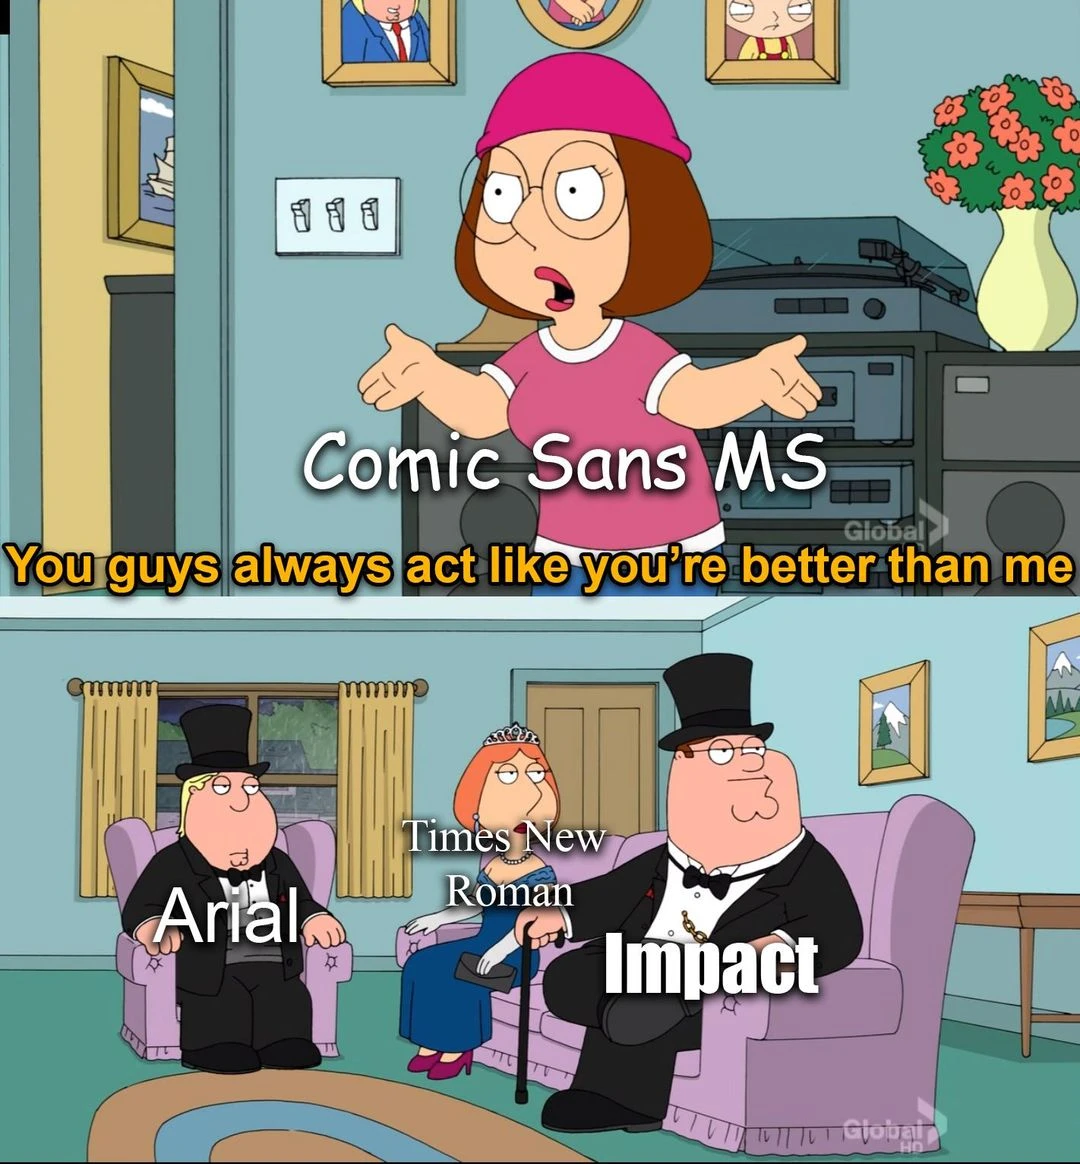 Comic Sans MS
Global
You guys always act like you're better than me
Times New
Roman
Arial
Impact
Global
HD